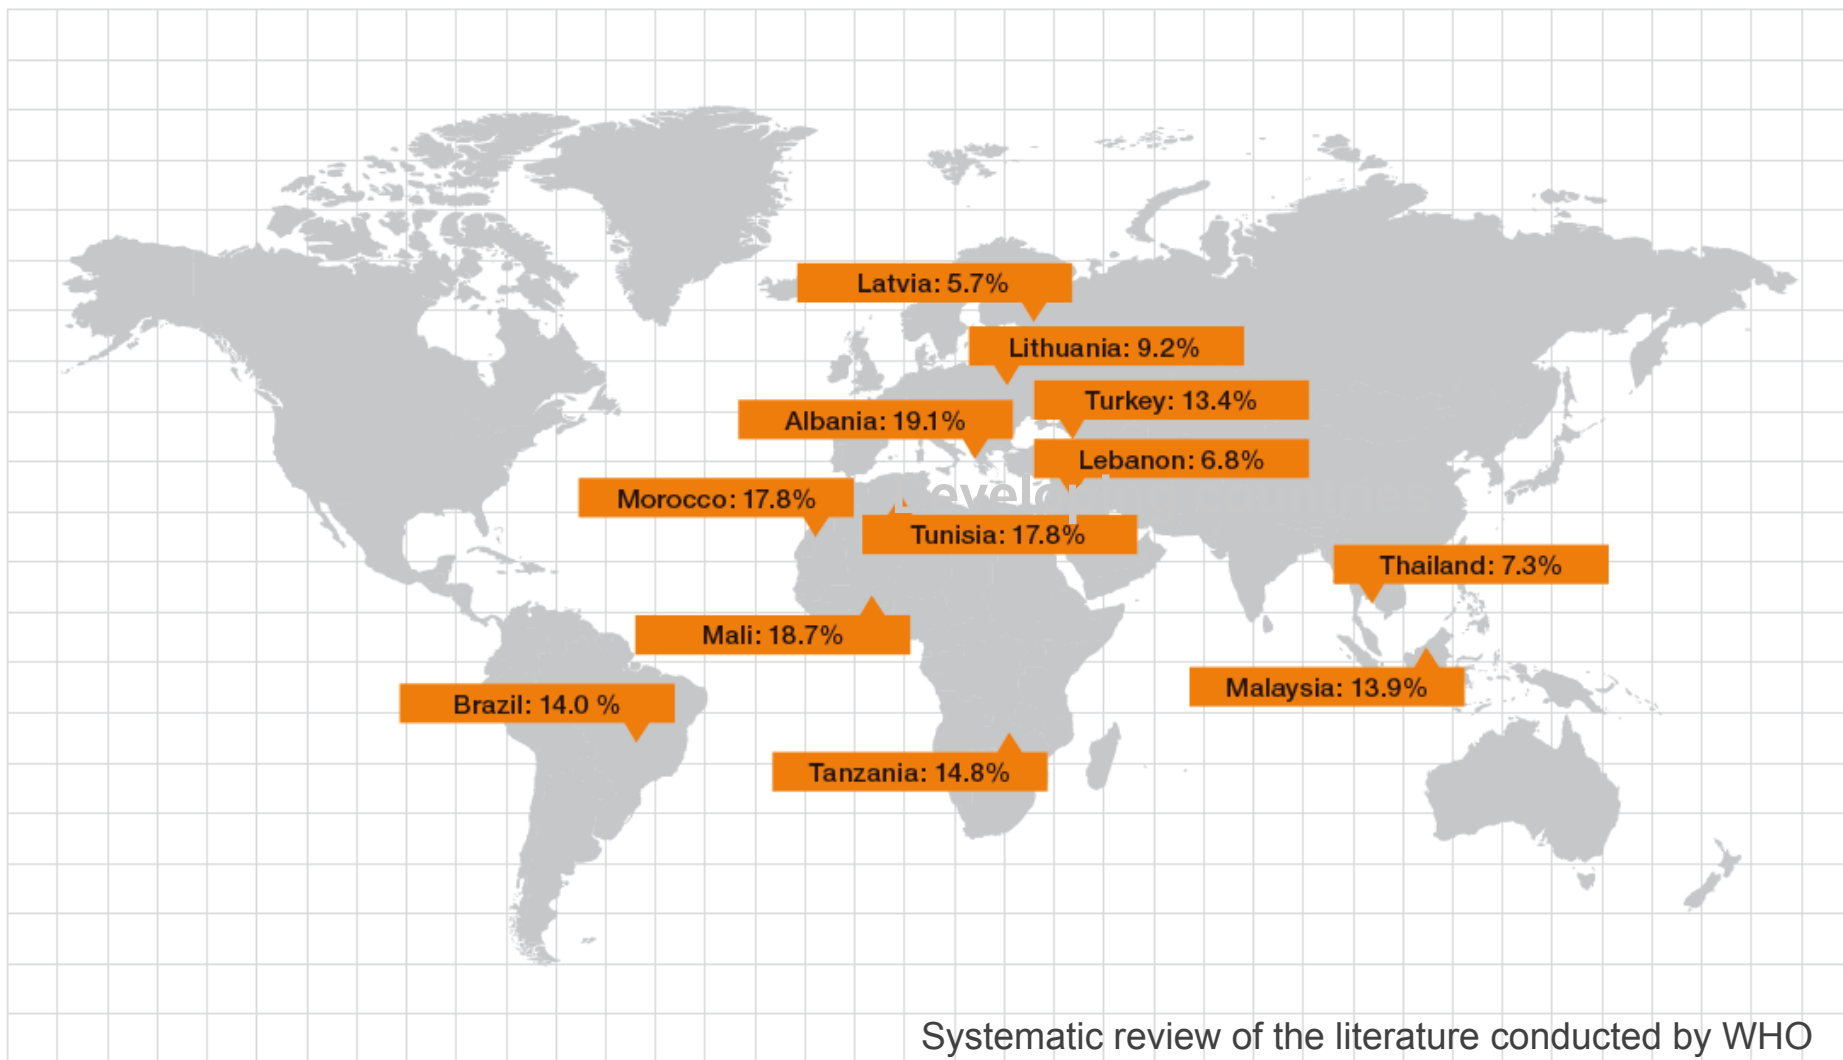 Latvia: 5.7%
Lithuania: 9.2%
Turkey: 13.4%
Albania: 19.1%
Lebanon: 6.8%
Morocco: 17.8%
Tunisia: 17.8%
Thailand: 7.3%
Mali: 18.7%
Malaysia: 13.9%
Brazil: 14.0 %
Tanzania: 14.8%
Systematic review of the literature conducted by WHO